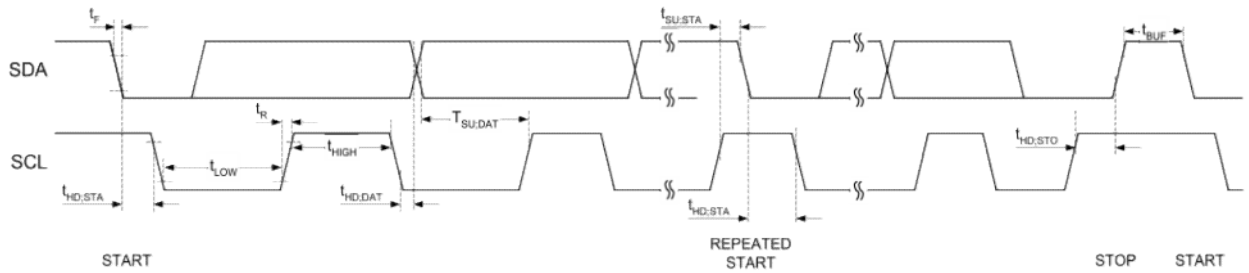 tF
tSU;STA
tBUF
SDA
tR
TSU;DAT
SCL
tLOW
tHIGH
tHD;STO
tHD;STA
tHD;DAT
tHD;STA
START
REPEATED
START
STOP
START